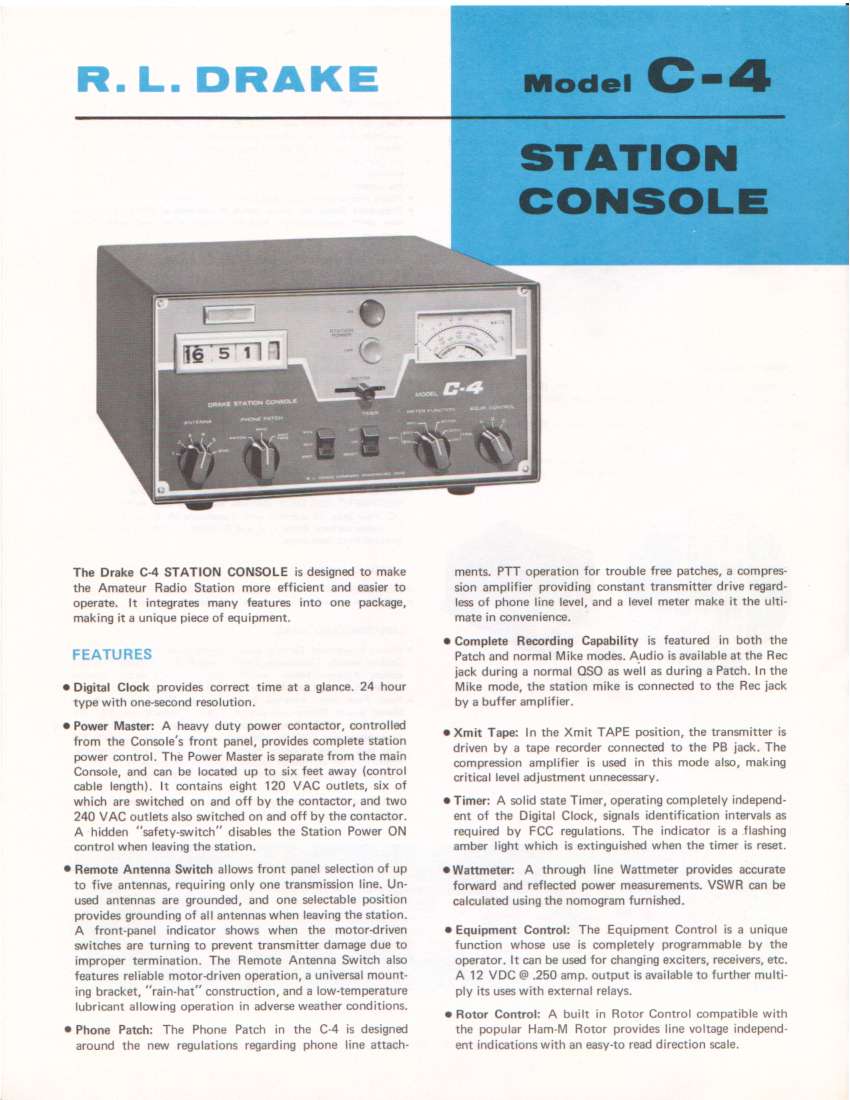 R. L. DRAKE
Model C-4
STATION
CONSOLE
ON
STATION
POWER
OFF
16 51
MODEL C-4
DRAKE STATION CONSOLE
ANTENNA
PHONE PATCH
TIMER
METER FUNCTION
EQUIP. CONTROL
The Drake C-4 STATION CONSOLE is designed to make
the Amateur Radio Station more efficient and easier to
operate. It integrates many features into one package,
making it a unique piece of equipment.
FEATURES
● Digital Clock provides correct time at a glance. 24 hour
type with one-second resolution.
● Power Master: A heavy duty power contactor, controlled
from the Console's front panel, provides complete station
power control. The Power Master is separate from the main
Console, and can be located up to six feet away (control
cable length). It contains eight 120 VAC outlets, six of
which are switched on and off by the contactor, and two
240 VAC outlets also switched on and off by the contactor.
A hidden "safety-switch" disables the Station Power ON
control when leaving the station.
● Remote Antenna Switch allows front panel selection of up
to five antennas, requiring only one transmission line. Un-
used antennas are grounded, and one selectable position
provides grounding of all antennas when leaving the station.
A front-panel indicator shows when the motor-driven
switches are turning to prevent transmitter damage due to
improper termination. The Remote Antenna Switch also
features reliable motor-driven operation, a universal mount-
ing bracket, "rain-hat" construction, and a low-temperature
lubricant allowing operation in adverse weather conditions.
● Phone Patch: The Phone Patch in the C-4 is designed
around the new regulations regarding phone line attach-
ments. PTT operation for trouble free patches, a compres-
sion amplifier providing constant transmitter drive regard-
less of phone line level, and a level meter make it the ulti-
mate in convenience.
● Complete Recording Capability is featured in both the
Patch and normal Mike modes. Audio is available at the Rec
jack during a normal QSO as well as during a Patch. In the
Mike mode, the station mike is connected to the Rec jack
by a buffer amplifier.
● Xmit Tape: In the Xmit TAPE position, the transmitter is
driven by a tape recorder connected to the PB jack. The
compression amplifier is used in this mode also, making
critical level adjustment unnecessary.
● Timer: A solid state Timer, operating completely independ-
ent of the Digital Clock, signals identification intervals as
required by FCC regulations. The indicator is a flashing
amber light which is extinguished when the timer is reset.
● Wattmeter: A through line Wattmeter provides accurate
forward and reflected power measurements. VSWR can be
calculated using the nomogram furnished.
● Equipment Control: The Equipment Control is a unique
function whose use is completely programmable by the
operator. It can be used for changing exciters, receivers, etc.
A 12 VDC @ .250 amp. output is available to further multi-
ply its uses with external relays.
● Rotor Control: A built in Rotor Control compatible with
the popular Ham-M Rotor provides line voltage independ-
ent indications with an easy-to read direction scale.